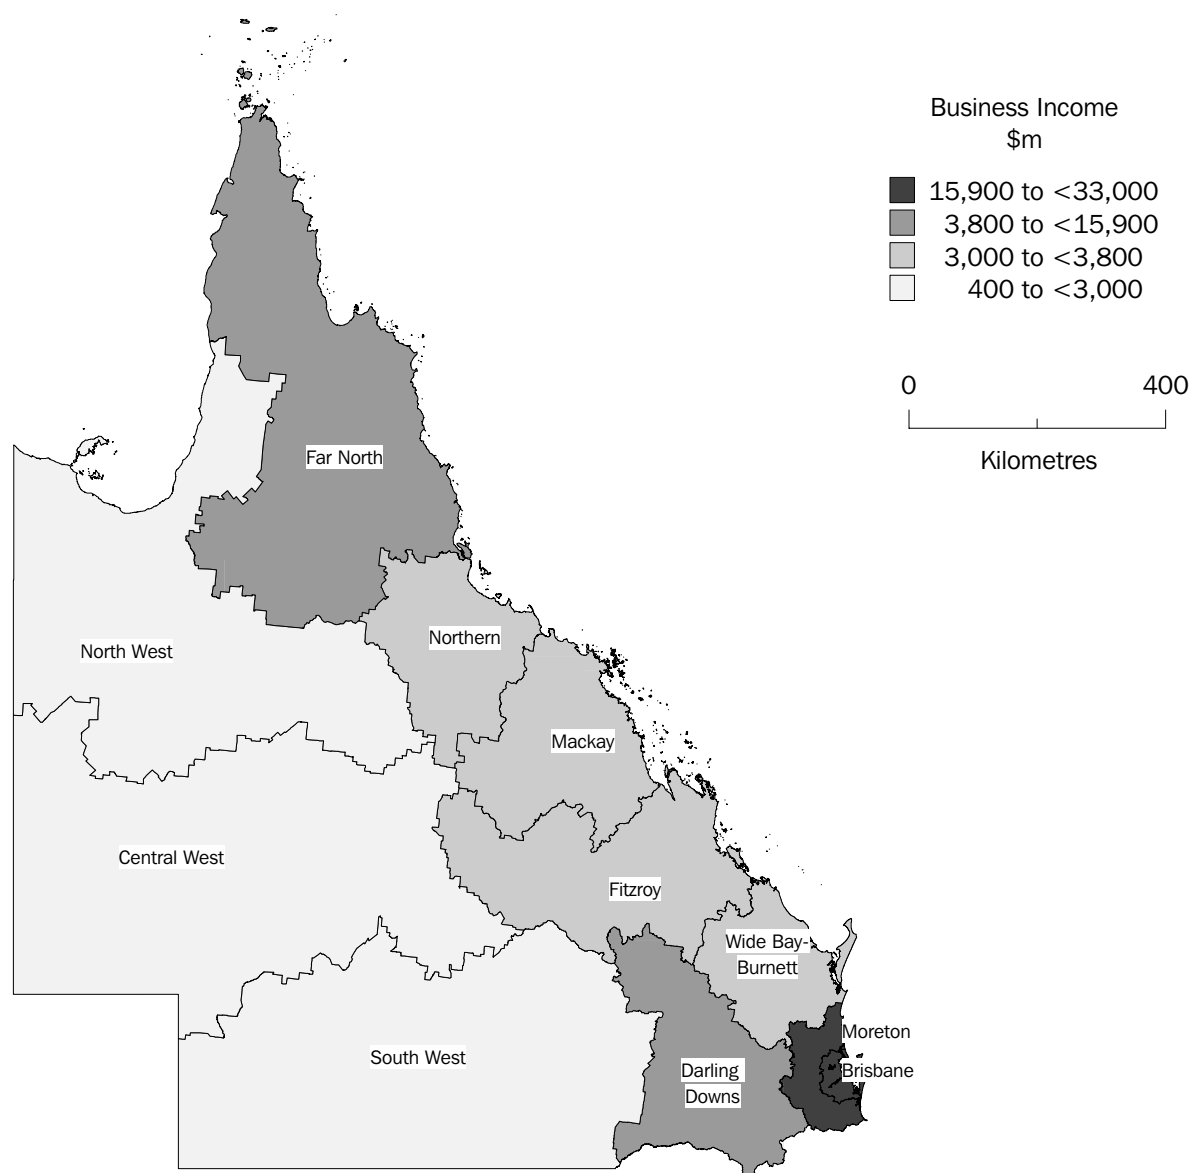 Business Income
$m
15,900 to <33,000
3,800 to <15,900
3,000 to <3,800
400 to <3,000
0 400
Kilometres
Far North
Northern
North West
Mackay
Central West
Fitzroy
Wide Bay-
Burnett
Moreton
South West
Brisbane
Darling
Downs